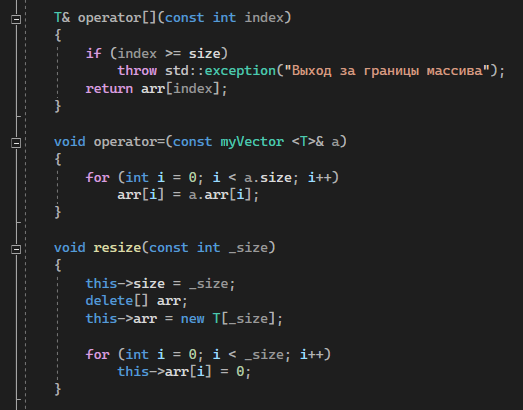 T& operator[](const int index)
{
if (index >= size)
throw std::exception("Выход за границы массива");
return arr[index];
}
void operator=(const myVector <T>& a)
{
for (int i = 0; i < a.size; i++)
arr[i] = a.arr[i];
}
void resize(const int _size)
{
this->size = _size;
delete[] arr;
this->arr = new T[_size];
for (int i = 0; i < _size; i++)
this->arr[i] = 0;
}